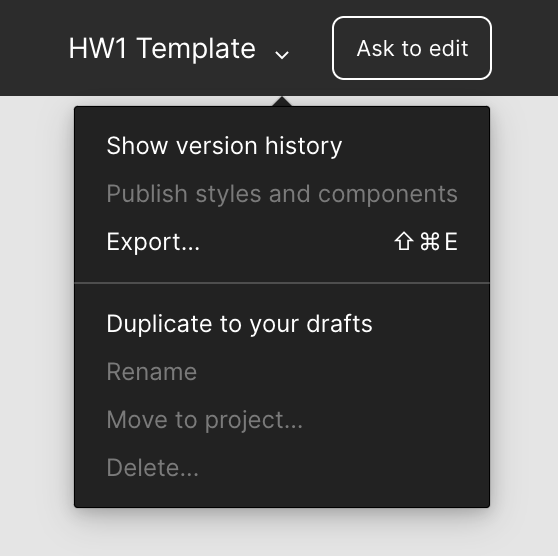 HW1 Template
Ask to edit
Show version history
Publish styles and components
Export... ⇧⌘E
Duplicate to your drafts
Rename
Move to project...
Delete...